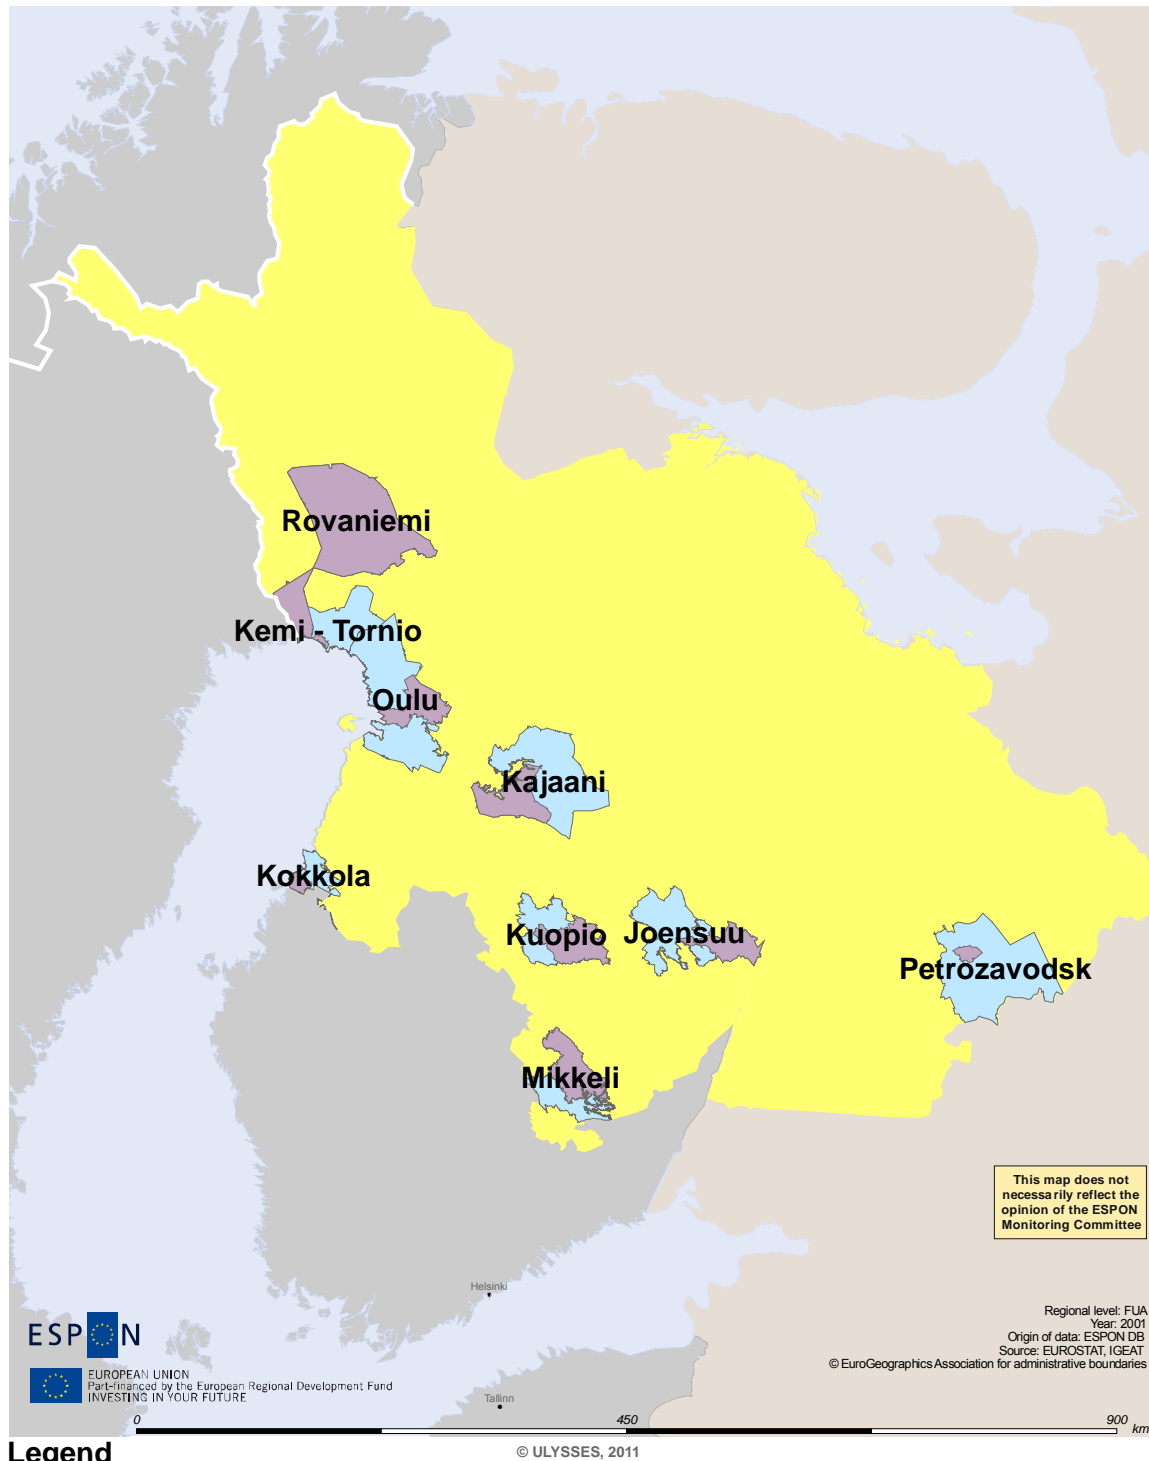 Rovaniemi
Kemi - Tornio
Oulu
Kajaani
Kokkola
Kuopio
Joensuu
Petrozavodsk
Mikkeli
This map does not
necessarily reflect the
opinion of the ESPON
Monitoring Committee
Helsinki
Regional level: FUA
Year: 2001
Origin of data: ESPON DB
Source: EUROSTAT, IGEAT
© EuroGeographics Association for administrative boundaries
ESPON
EUROPEAN UNION
Part-financed by the European Regional Development Fund
INVESTING IN YOUR FUTURE
Tallinn
0 450 900
km
Legend
© ULYSSES, 2011